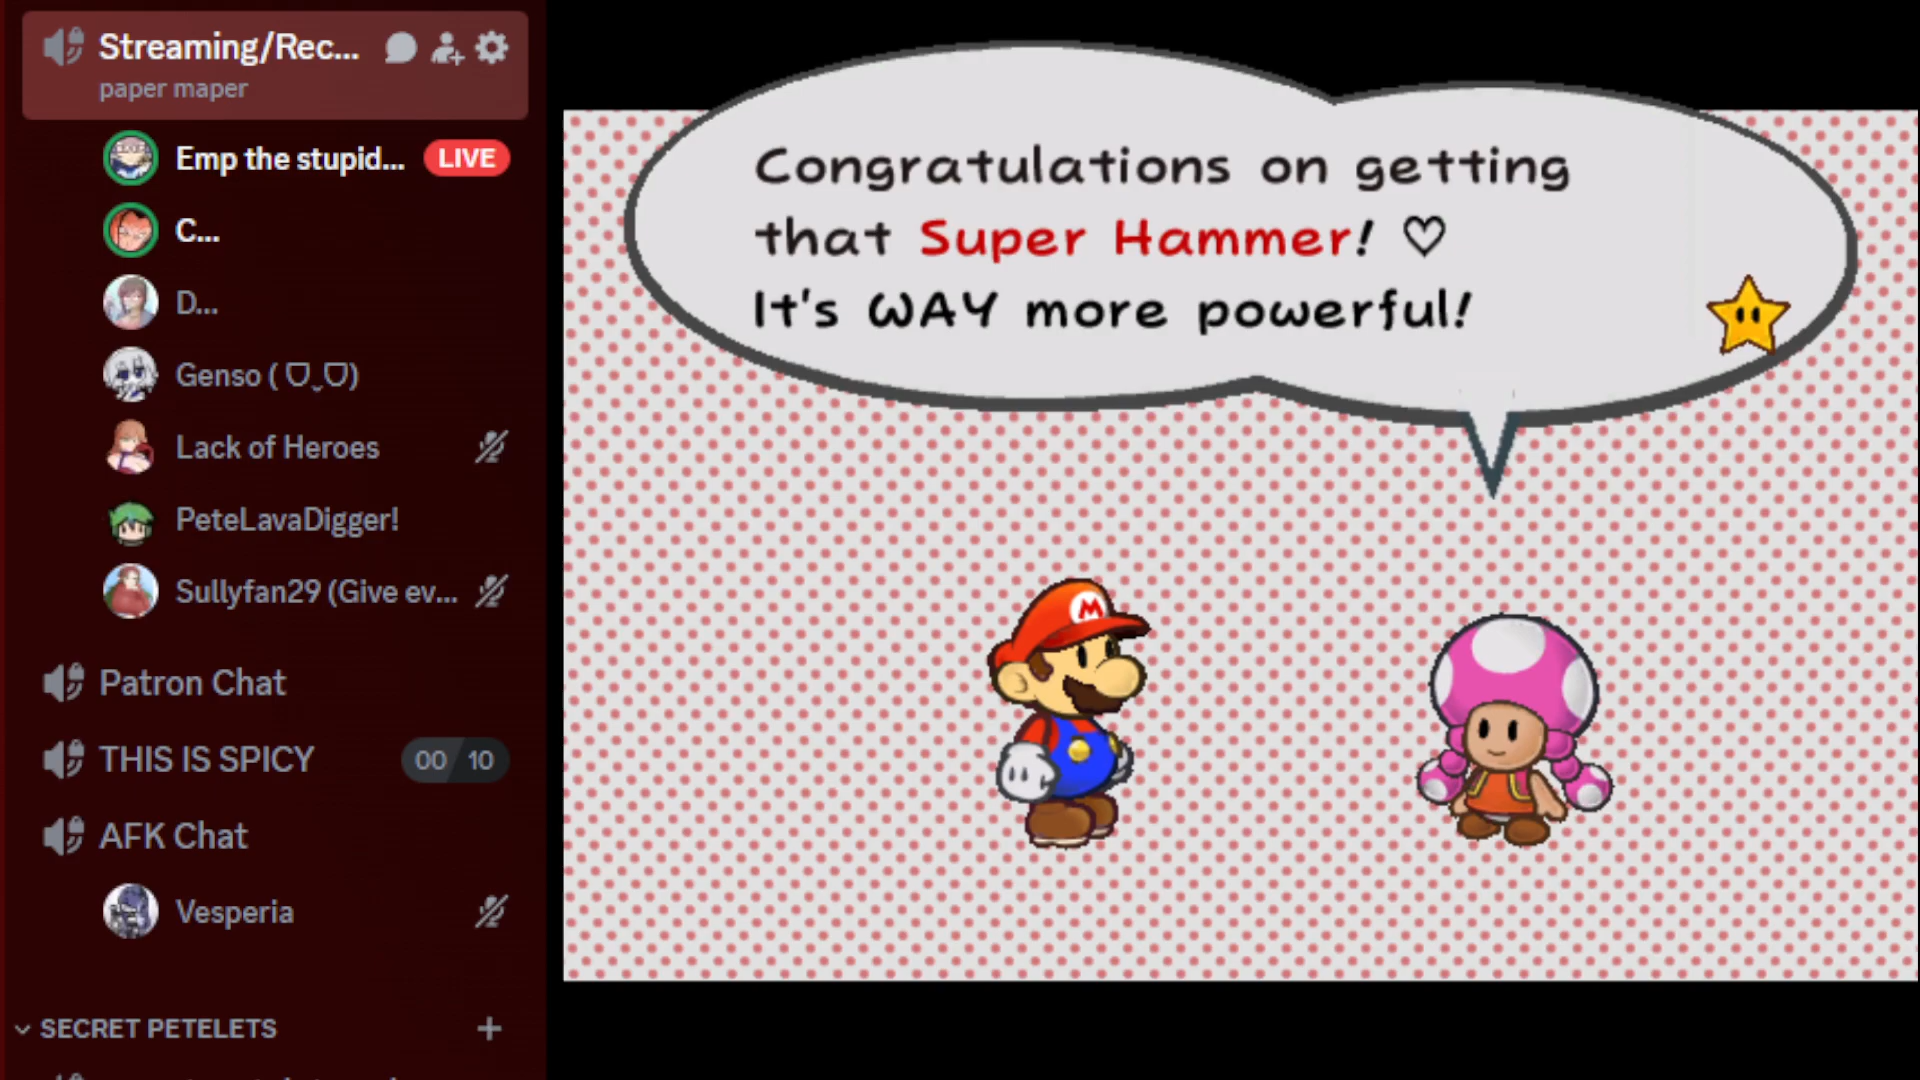 Streaming/Rec...
paper maper
Emp the stupid...
LIVE
C...
D...
Genso ( ᗜ‿ᗜ)
Lack of Heroes
PeteLavaDigger!
Sullyfan29 (Give ev...
Patron Chat
THIS IS SPICY
00 / 10
AFK Chat
Vesperia
SECRET PETELETS
Congratulations on getting
that Super Hammer! ♡
It's WAY more powerful!
M